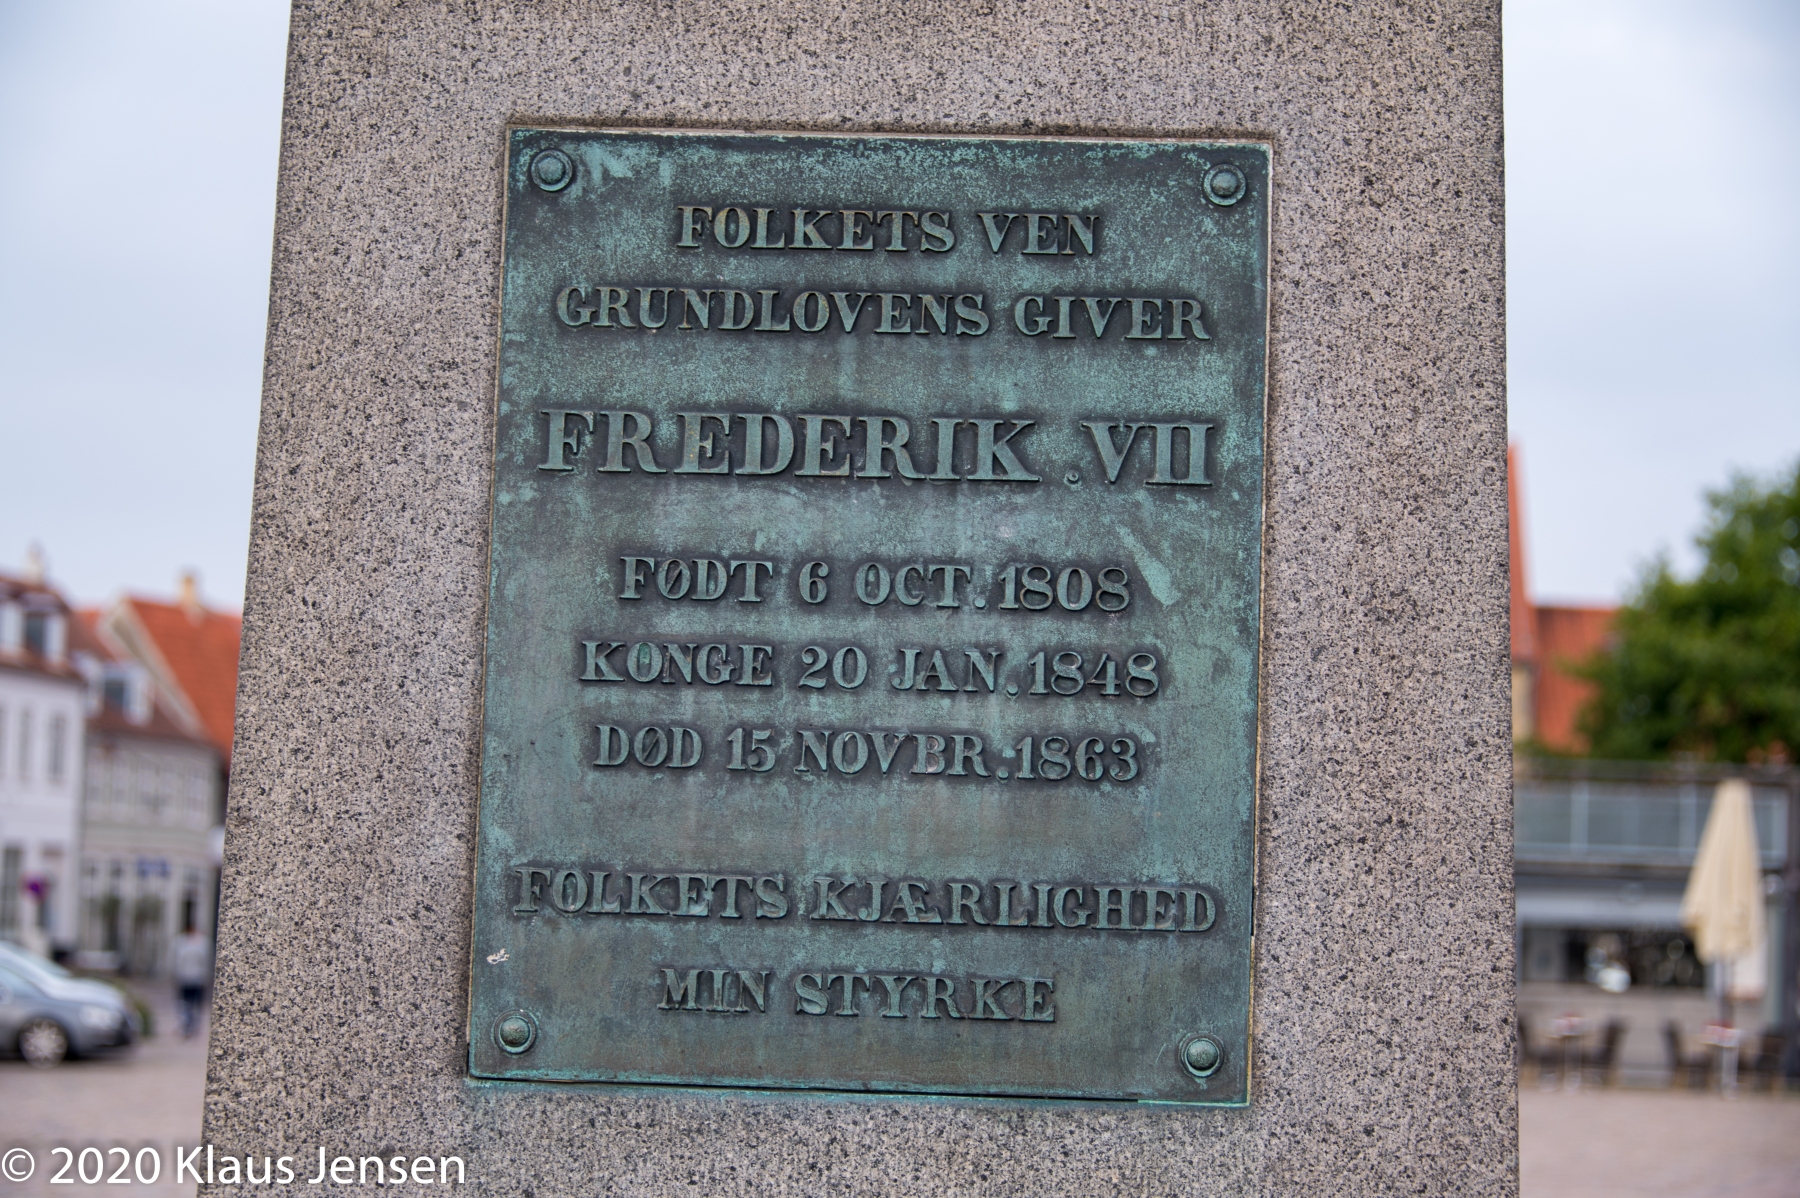 FOLKETS VEN
GRUNDLOVENS GIVER
FREDERIK .VII
FØDT 6 OCT. 1808
KONGE 20 JAN. 1848
DØD 15 NOVBR. 1863
FOLKETS KJÆRLIGHED
MIN STYRKE
© 2020 Klaus Jensen